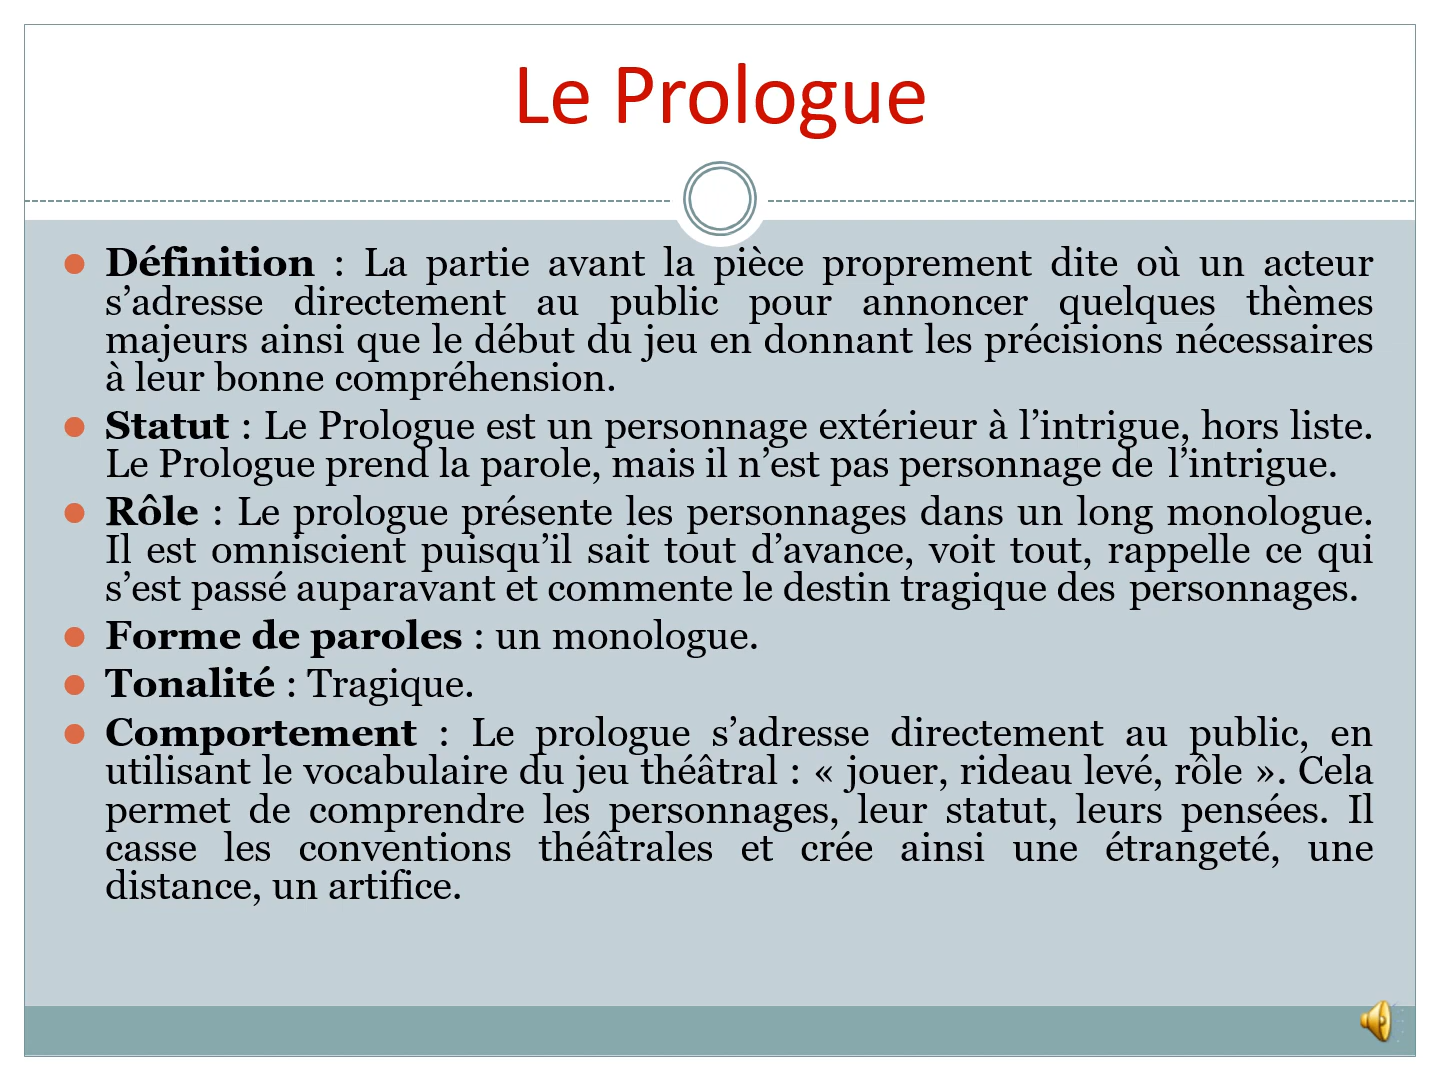 Le Prologue
Définition : La partie avant la pièce proprement dite où un acteur
s’adresse directement au public pour annoncer quelques thèmes
majeurs ainsi que le début du jeu en donnant les précisions nécessaires
à leur bonne compréhension.
Statut : Le Prologue est un personnage extérieur à l’intrigue, hors liste.
Le Prologue prend la parole, mais il n’est pas personnage de l’intrigue.
Rôle : Le prologue présente les personnages dans un long monologue.
Il est omniscient puisqu’il sait tout d’avance, voit tout, rappelle ce qui
s’est passé auparavant et commente le destin tragique des personnages.
Forme de paroles : un monologue.
Tonalité : Tragique.
Comportement : Le prologue s’adresse directement au public, en
utilisant le vocabulaire du jeu théâtral : « jouer, rideau levé, rôle ». Cela
permet de comprendre les personnages, leur statut, leurs pensées. Il
casse les conventions théâtrales et crée ainsi une étrangeté, une
distance, un artifice.